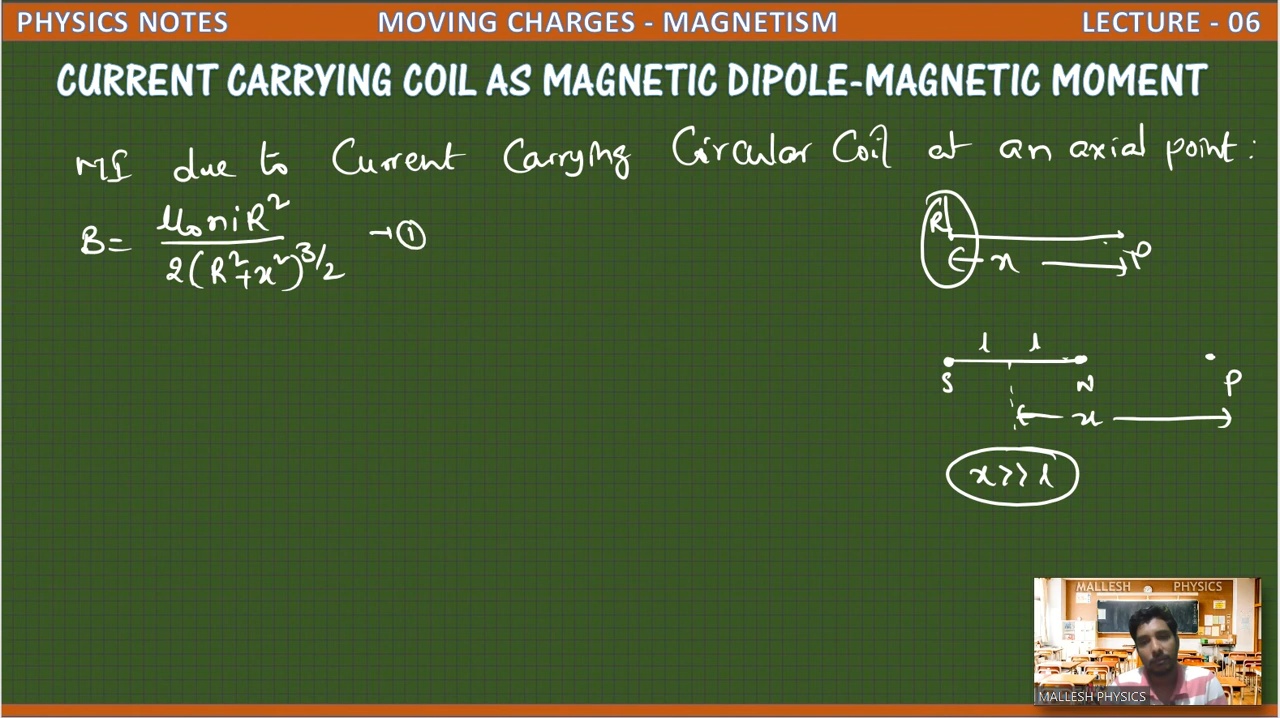 PHYSICS NOTES MOVING CHARGES - MAGNETISM LECTURE - 06
CURRENT CARRYING COIL AS MAGNETIC DIPOLE-MAGNETIC MOMENT
MI due to Current Carrying Circular Coil at an axial point:
B = μ₀niR² / 2(R²+x²)^3/2 → ①
R
x P
l l
S N P
x
x>>l
MALLESH PHYSICS
MALLESH PHYSICS